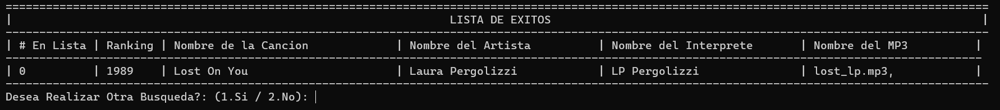 | LISTA DE EXITOS |
| # En Lista | Ranking | Nombre de la Cancion | Nombre del Artista | Nombre del Interprete | Nombre del MP3 |
| 0 | 1989 | Lost On You | Laura Pergolizzi | LP Pergolizzi | lost_lp.mp3, |
Desea Realizar Otra Busqueda?: (1.Si / 2.No):